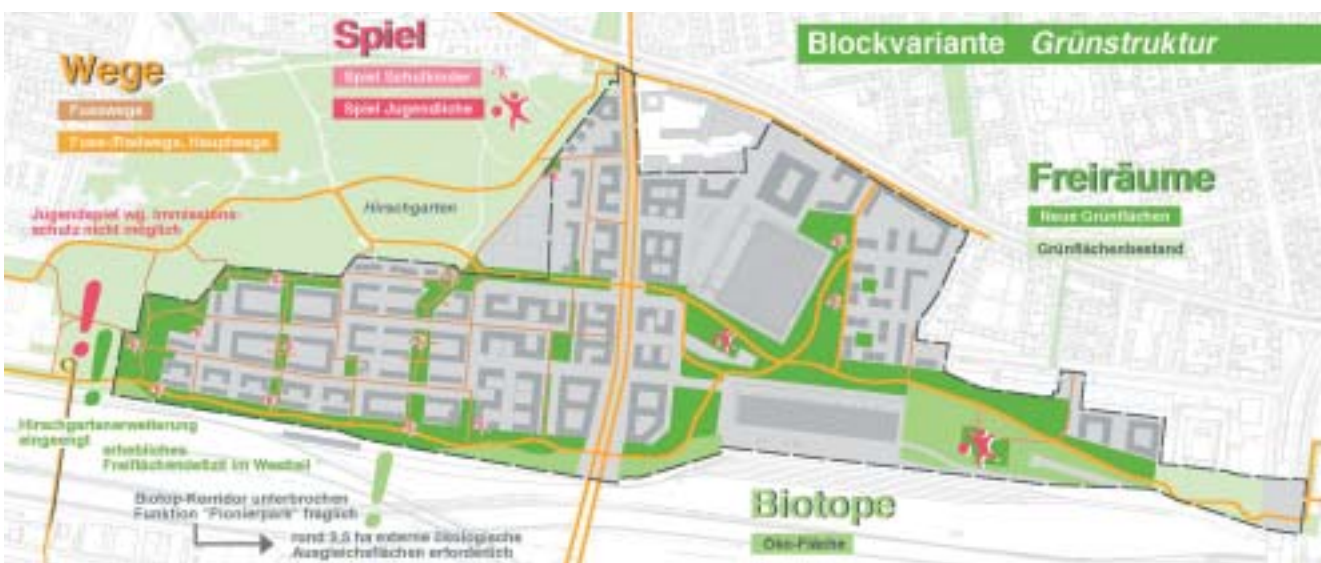 Blockvariante Grünstruktur
Wege
Fusswege
Fuss-/Radwege, Hauptwege
Spiel
Spiel Schulkinder
Spiel Jugendliche
Freiräume
Neue Grünflächen
Grünflächenbestand
Jugendspiel wg. Immissions-
schutz nicht möglich
Hirschgarten
Hirschgartenerweiterung
eingeengt
erhebliches
Freiflächendefizit im Westteil
Biotop-Korridor unterbrochen
Funktion "Pionierpark" fraglich
rund 3,5 ha externe ökologische
Ausgleichsflächen erforderlich
Biotope
Öko-Fläche